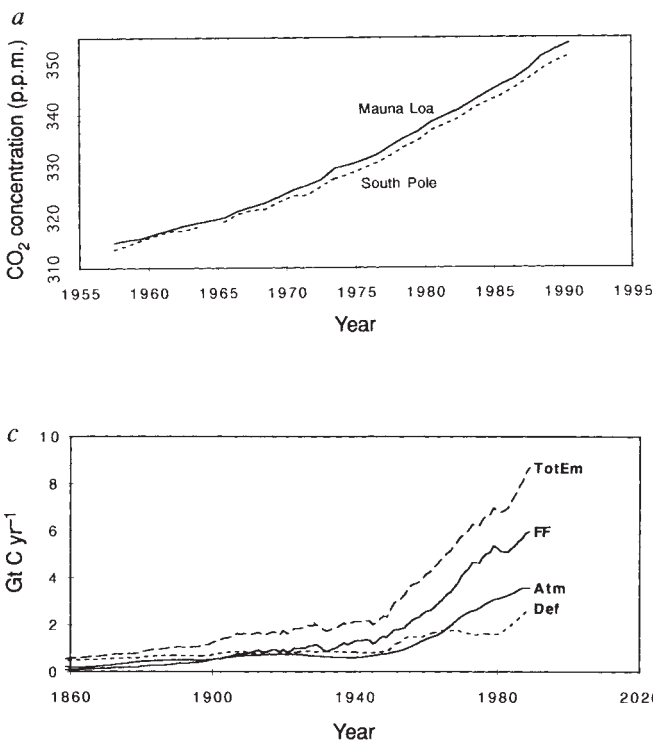 a
CO2 concentration (p.p.m.)
350
340
330
320
310
Mauna Loa
South Pole
1955 1960 1965 1970 1975 1980 1985 1990 1995
Year
c
Gt C yr−1
10
8
6
4
2
0
TotEm
FF
Atm
Def
1860 1900 1940 1980 202
Year